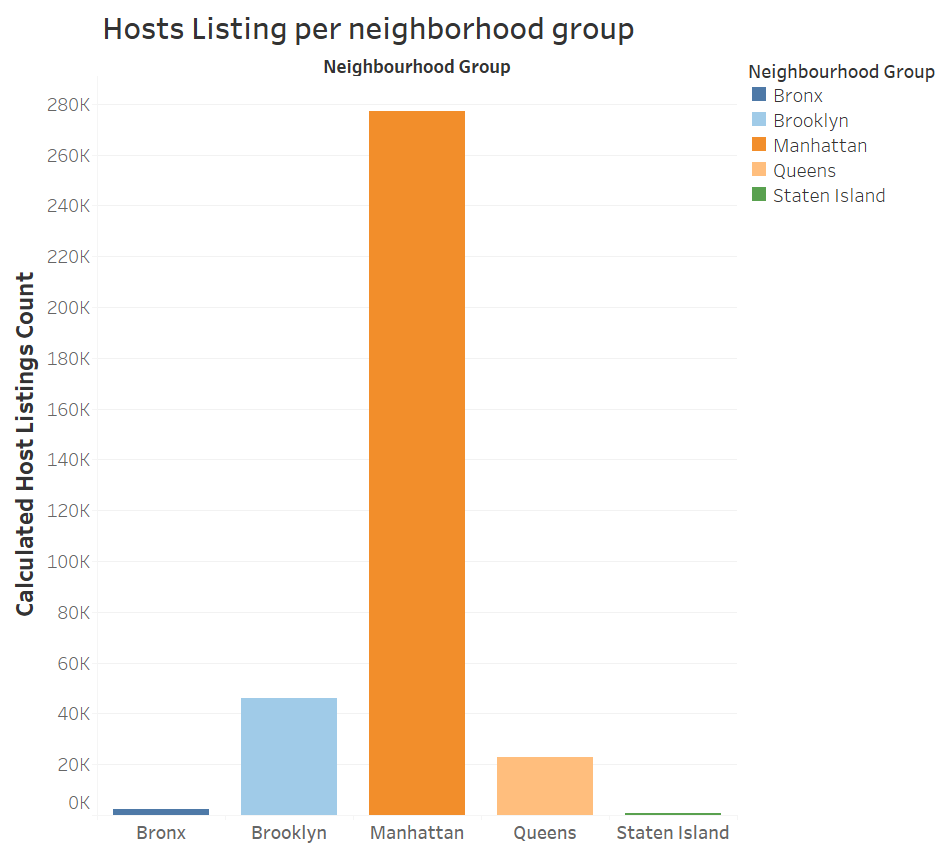 Hosts Listing per neighborhood group
Neighbourhood Group
Neighbourhood Group
Bronx
Brooklyn
Manhattan
Queens
Staten Island
Calculated Host Listings Count
280K
260K
240K
220K
200K
180K
160K
140K
120K
100K
80K
60K
40K
20K
0K
Bronx Brooklyn Manhattan Queens Staten Island